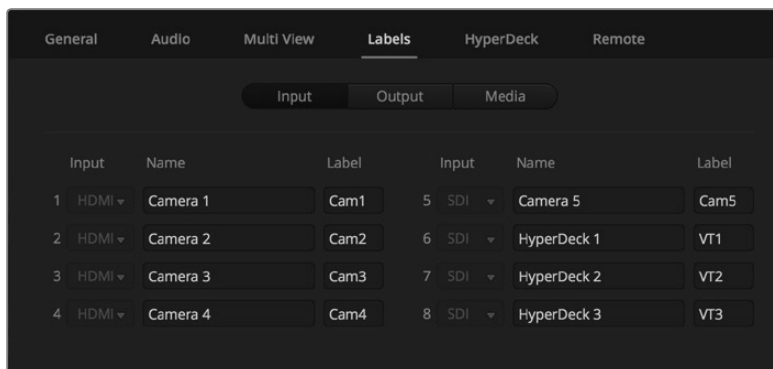 General Audio Multi View Labels HyperDeck Remote
Input Output Media
Input Name Label Input Name Label
1 HDMI Camera 1 Cam1 5 SDI Camera 5 Cam5
2 HDMI Camera 2 Cam2 6 SDI HyperDeck 1 VT1
3 HDMI Camera 3 Cam3 7 SDI HyperDeck 2 VT2
4 HDMI Camera 4 Cam4 8 SDI HyperDeck 3 VT3